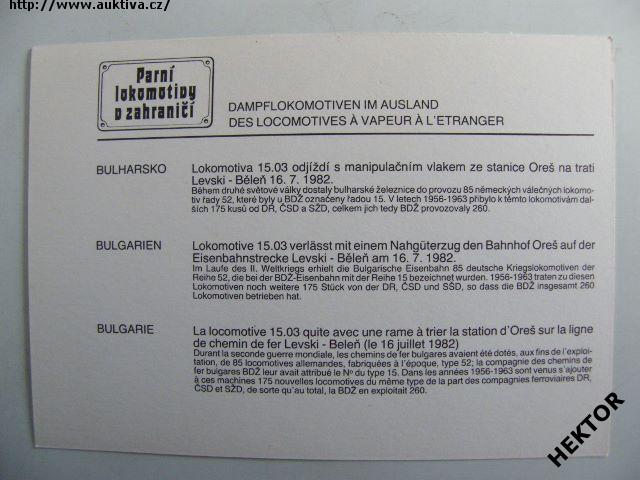 http://www.auktiva.cz/
Parní
lokomotivy
v zahraničí
DAMPFLOKOMOTIVEN IM AUSLAND
DES LOCOMOTIVES À VAPEUR À L'ETRANGER
BULHARSKO
Lokomotiva 15.03 odjíždí s manipulačním vlakem ze stanice Oreš na trati
Levski - Běleň 16. 7. 1982.
Během druhé světové války dostaly bulharské železnice do provozu 85 německých válečných lokomo-
tiv řady 52, které byly u BDŽ označeny řadou 15. V letech 1956-1963 přibylo k těmto lokomotivám dal-
ších 175 kusů od DR, ČSD a SŽD, celkem jich tedy BDŽ provozovaly 260.
BULGARIEN
Lokomotive 15.03 verlässt mit einem Nahgüterzug den Bahnhof Oreš auf der
Eisenbahnstrecke Levski - Běleň am 16. 7. 1982.
Im Laufe des II. Weltkriegs erhielt die Bulgarische Eisenbahn 85 deutsche Kriegslokomotiven der
Reihe 52, die bei der BDŽ-Eisenbahn mit der Reihe 15 bezeichnet wurden. 1956-1963 traten zu diesen
Lokomotiven noch weitere 175 Stück von der DR, ČSD und SŠD, so dass die BDŽ insgesamt 260
Lokomotiven betrieben hat.
BULGARIE
La locomotive 15.03 quite avec une rame à trier la station d'Oreš sur la ligne
de chemin de fer Levski - Beleň (le 16 juillet 1982)
Durant la seconde guerre mondiale, les chemins de fer bulgares avaient été dotés, aux fins de l'exploi-
tation, de 85 locomotives allemandes, fabriquées à l'époque, type 52; la compagnie des chemins de
fer bulgares BDŽ leur avait attribué le Nº du type 15. Dans les années 1956-1963 sont venus s'ajouter
à ces machines 175 nouvelles locomotives du même type de la part des compagnies ferroviaires DR,
ČSD et SŽD, de sorte qu'au total, la BDŽ en exploitait 260.
HEKTOR